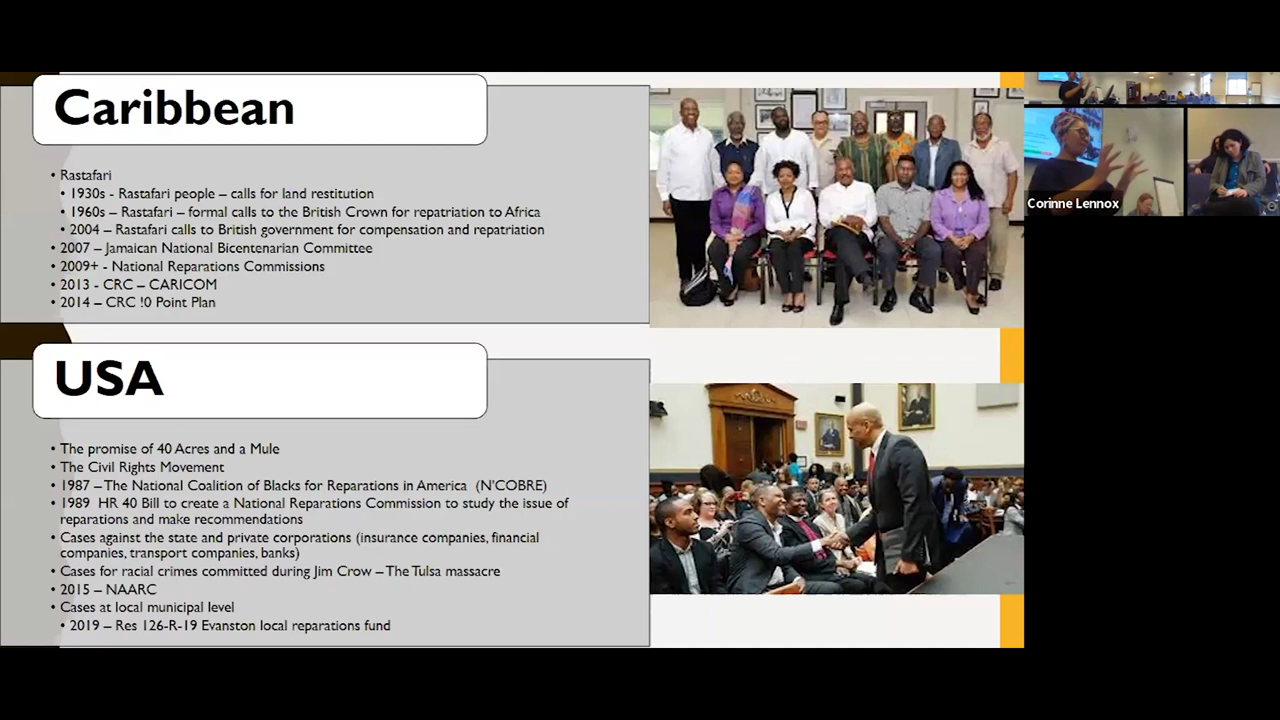 Caribbean
• Rastafari
• 1930s - Rastafari people – calls for land restitution
• 1960s – Rastafari – formal calls to the British Crown for repatriation to Africa
• 2004 – Rastafari calls to British government for compensation and repatriation
• 2007 – Jamaican National Bicentenarian Committee
• 2009+ - National Reparations Commissions
• 2013 - CRC – CARICOM
• 2014 – CRC !0 Point Plan
USA
• The promise of 40 Acres and a Mule
• The Civil Rights Movement
• 1987 – The National Coalition of Blacks for Reparations in America (N'COBRE)
• 1989 HR 40 Bill to create a National Reparations Commission to study the issue of
reparations and make recommendations
• Cases against the state and private corporations (insurance companies, financial
companies, transport companies, banks)
• Cases for racial crimes committed during Jim Crow – The Tulsa massacre
• 2015 – NAARC
• Cases at local municipal level
• 2019 – Res 126-R-19 Evanston local reparations fund
Corinne Lennox